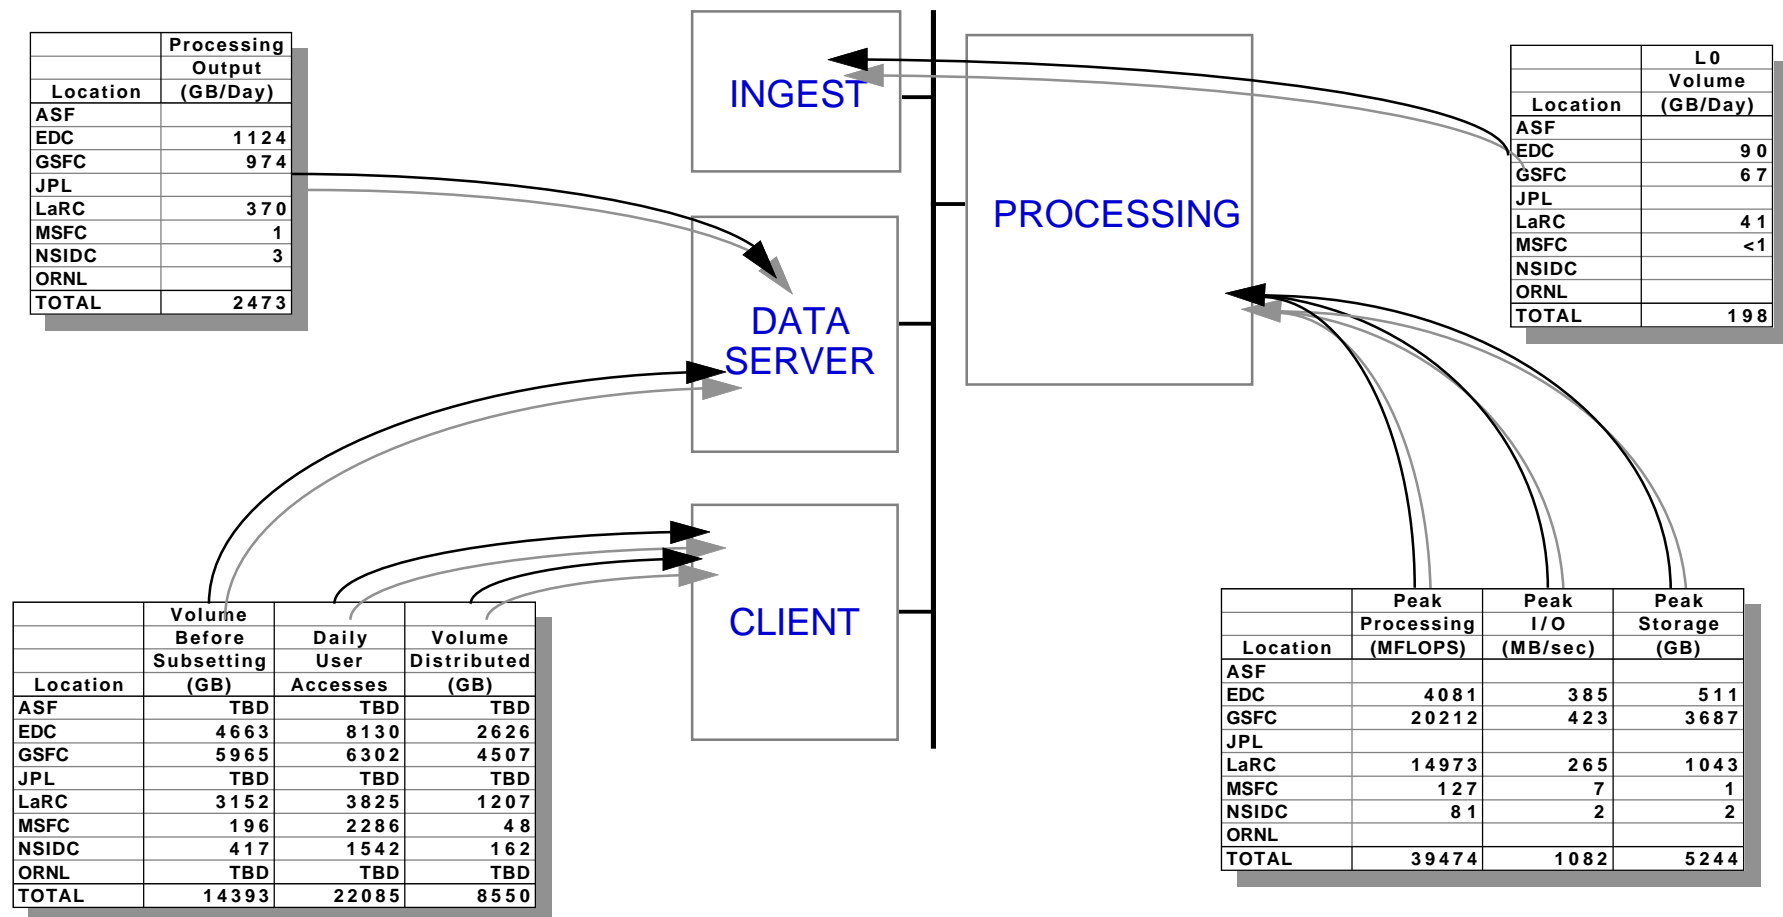 Processing
Output
Location (GB/Day)
ASF
EDC 1124
GSFC 974
JPL
LaRC 370
MSFC 1
NSIDC 3
ORNL
TOTAL 2473
INGEST
PROCESSING
DATA
SERVER
CLIENT
L0
Volume
Location (GB/Day)
ASF
EDC 90
GSFC 67
JPL
LaRC 41
MSFC <1
NSIDC
ORNL
TOTAL 198
Volume
Before Daily Volume
Subsetting User Distributed
Location (GB) Accesses (GB)
ASF TBD TBD TBD
EDC 4663 8130 2626
GSFC 5965 6302 4507
JPL TBD TBD TBD
LaRC 3152 3825 1207
MSFC 196 2286 48
NSIDC 417 1542 162
ORNL TBD TBD TBD
TOTAL 14393 22085 8550
Peak Peak Peak
Processing I/O Storage
Location (MFLOPS) (MB/sec) (GB)
ASF
EDC 4081 385 511
GSFC 20212 423 3687
JPL
LaRC 14973 265 1043
MSFC 127 7 1
NSIDC 81 2 2
ORNL
TOTAL 39474 1082 5244